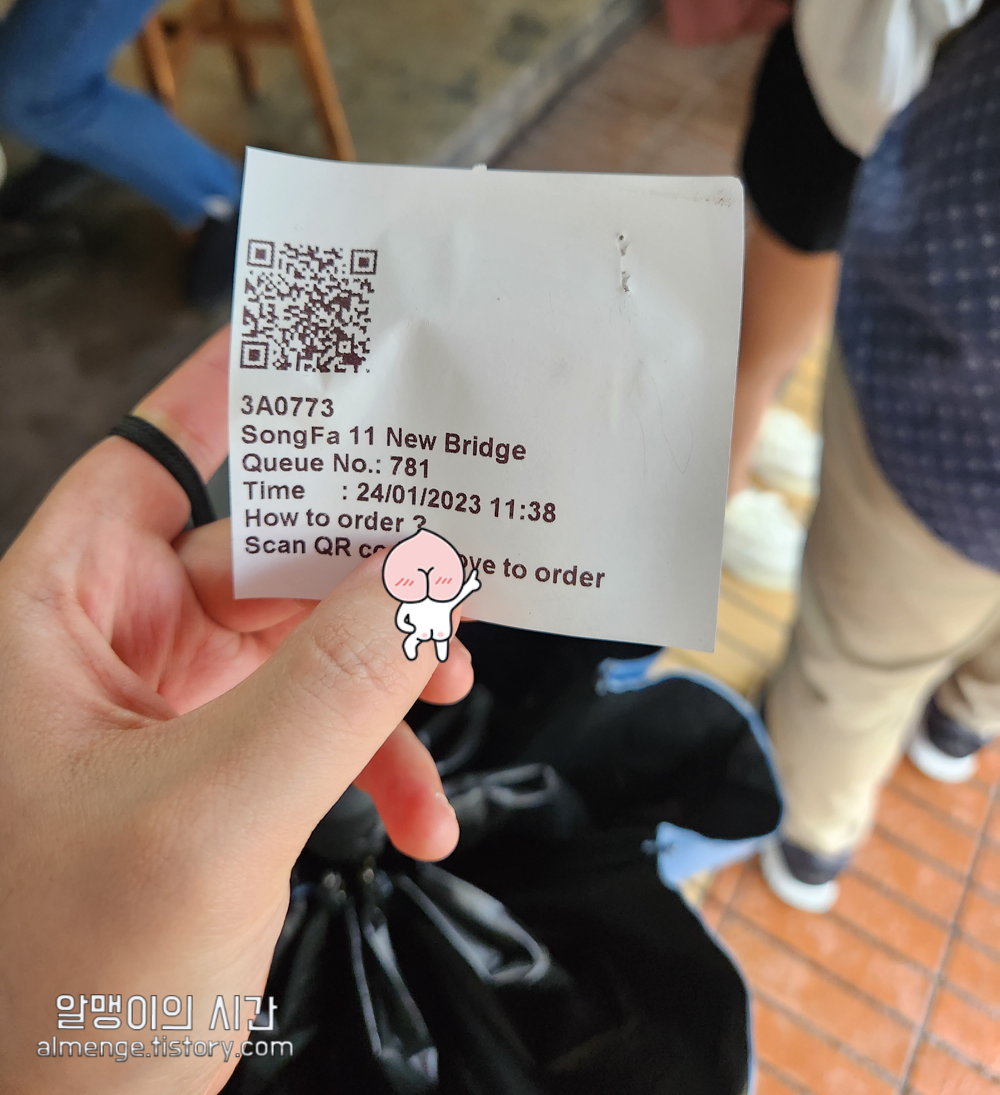 3A0773
SongFa 11 New Bridge
Queue No.: 781
Time : 24/01/2023 11:38
How to order ?
Scan QR to order
알맹이의 시간
almenge.tistory.com